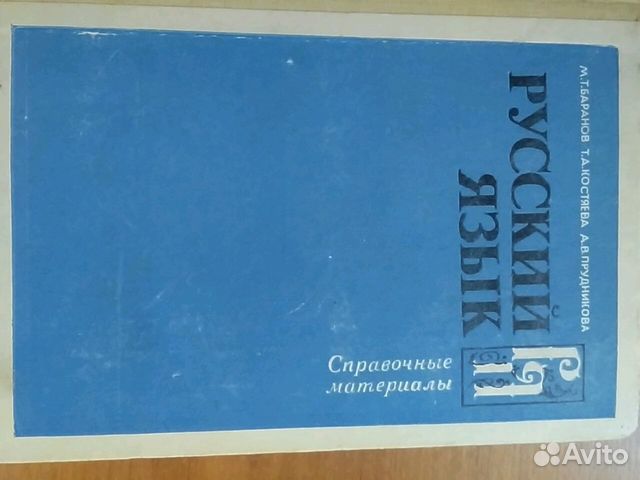 М.Т.БАРАНОВ Т.А.КОСТЯЕВА А.В.ПРУДНИКОВА
РУССКИЙ
ЯЗЫК
Справочные
материалы
Avito